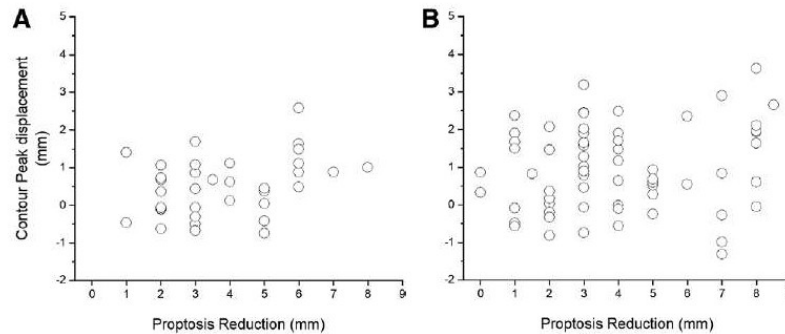 A
B
Contour Peak displacement
(mm)
5
4
3
2
1
0
-1
-2
0 1 2 3 4 5 6 7 8 9
Proptosis Reduction (mm)
5
4
3
2
1
0
-1
-2
0 1 2 3 4 5 6 7 8
Proptosis Reduction (mm)